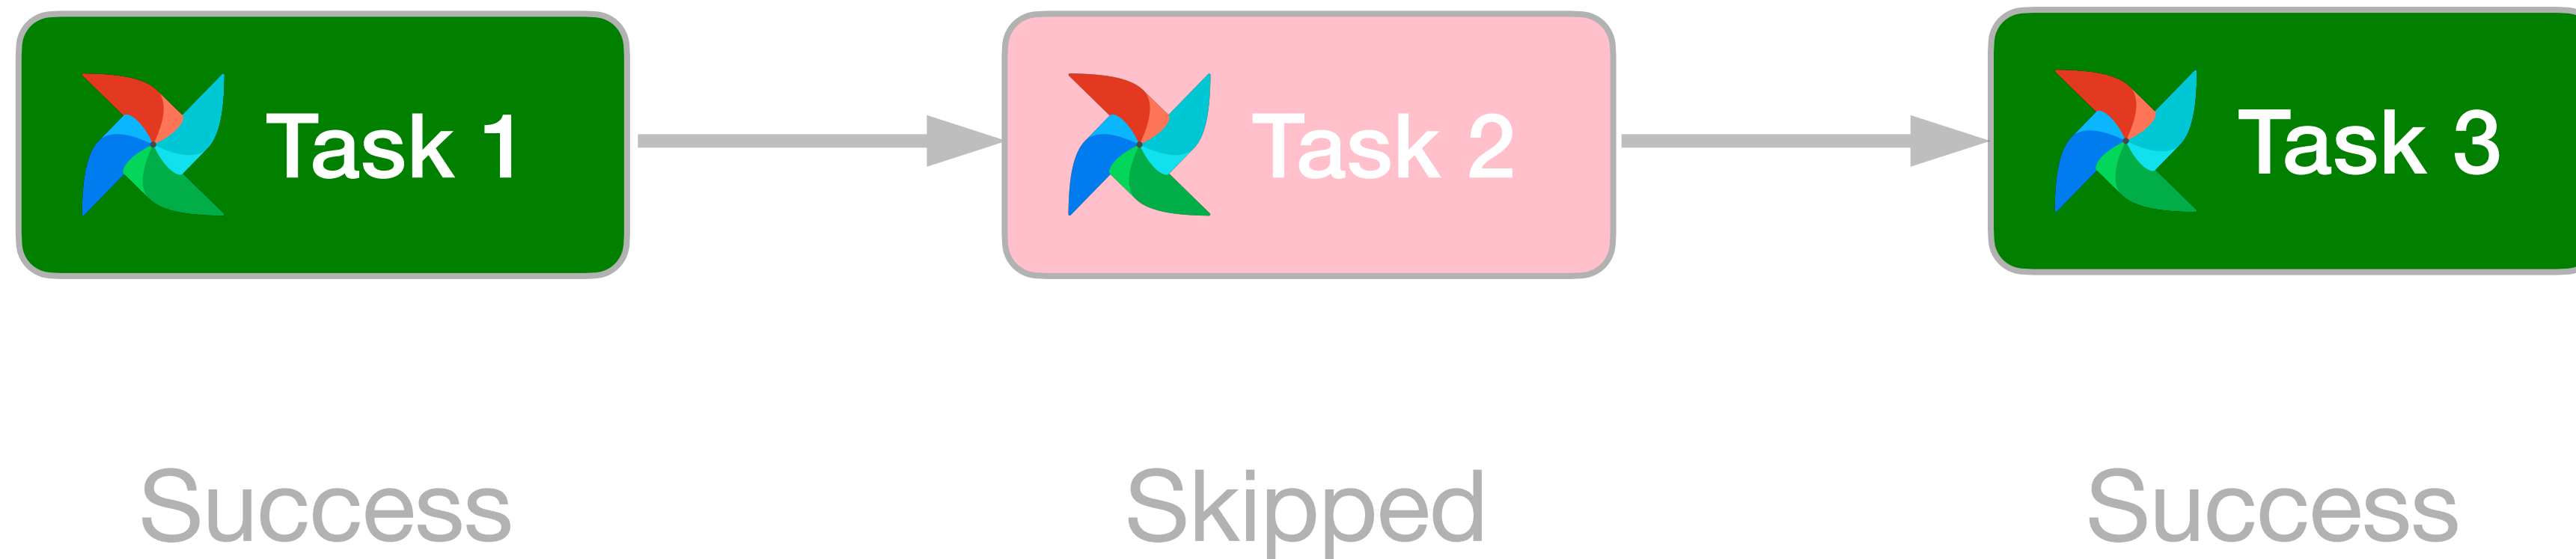 Task 1
Task 2
Task 3
Success
Skipped
Success